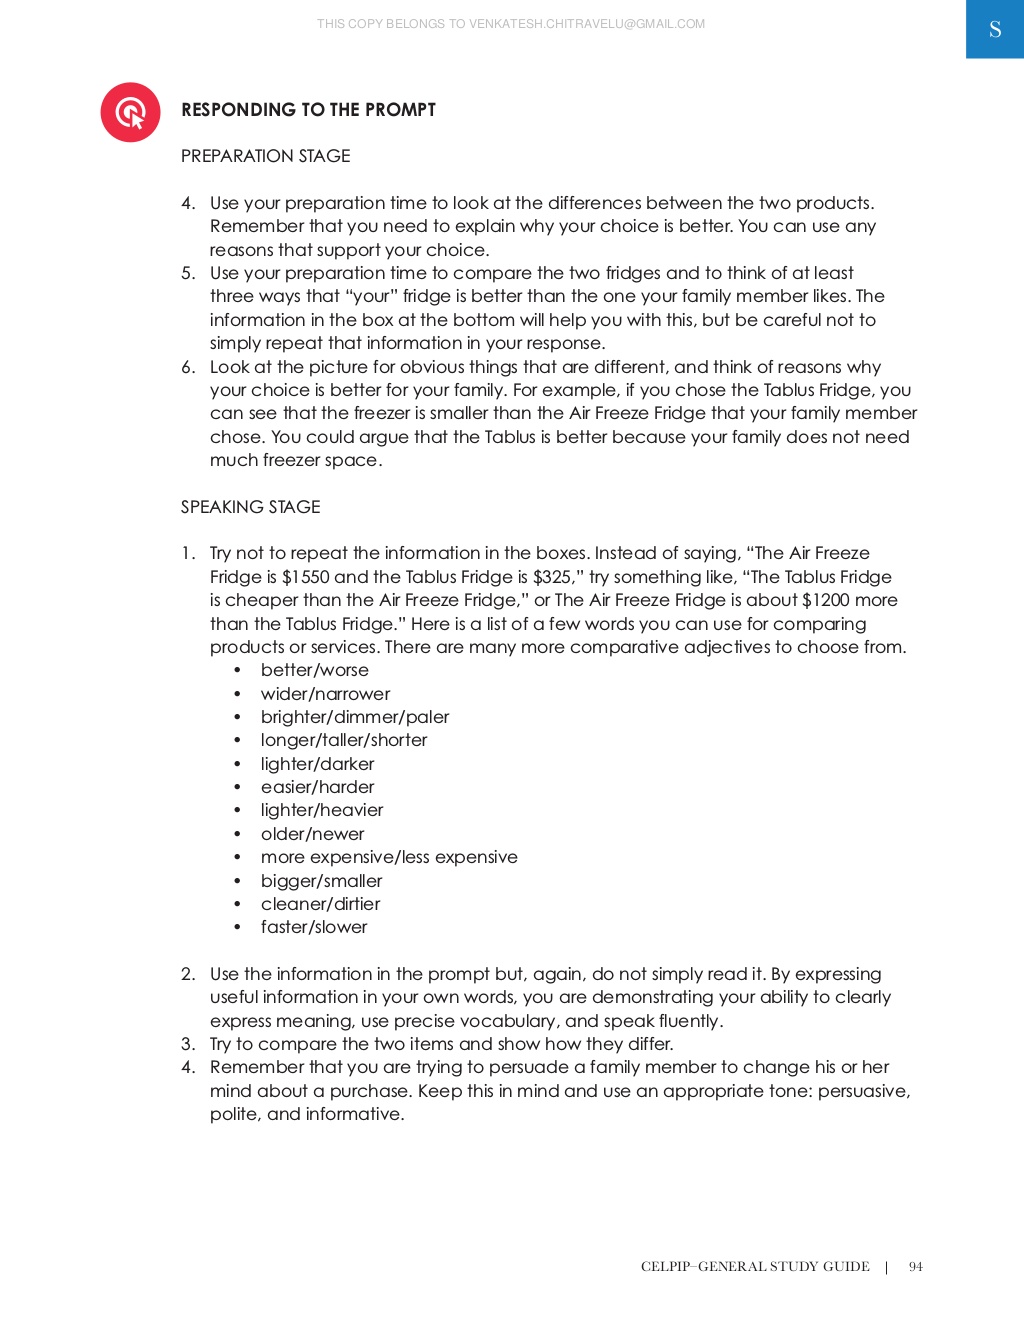 THIS COPY BELONGS TO VENKATESH.CHITRAVELU@GMAIL.COM
S
RESPONDING TO THE PROMPT
PREPARATION STAGE
4. Use your preparation time to look at the differences between the two products.
Remember that you need to explain why your choice is better. You can use any
reasons that support your choice.
5. Use your preparation time to compare the two fridges and to think of at least
three ways that “your” fridge is better than the one your family member likes. The
information in the box at the bottom will help you with this, but be careful not to
simply repeat that information in your response.
6. Look at the picture for obvious things that are different, and think of reasons why
your choice is better for your family. For example, if you chose the Tablus Fridge, you
can see that the freezer is smaller than the Air Freeze Fridge that your family member
chose. You could argue that the Tablus is better because your family does not need
much freezer space.
SPEAKING STAGE
1. Try not to repeat the information in the boxes. Instead of saying, “The Air Freeze
Fridge is $1550 and the Tablus Fridge is $325,” try something like, “The Tablus Fridge
is cheaper than the Air Freeze Fridge,” or The Air Freeze Fridge is about $1200 more
than the Tablus Fridge.” Here is a list of a few words you can use for comparing
products or services. There are many more comparative adjectives to choose from.
• better/worse
• wider/narrower
• brighter/dimmer/paler
• longer/taller/shorter
• lighter/darker
• easier/harder
• lighter/heavier
• older/newer
• more expensive/less expensive
• bigger/smaller
• cleaner/dirtier
• faster/slower
2. Use the information in the prompt but, again, do not simply read it. By expressing
useful information in your own words, you are demonstrating your ability to clearly
express meaning, use precise vocabulary, and speak fluently.
3. Try to compare the two items and show how they differ.
4. Remember that you are trying to persuade a family member to change his or her
mind about a purchase. Keep this in mind and use an appropriate tone: persuasive,
polite, and informative.
CELPIP–GENERAL STUDY GUIDE | 94